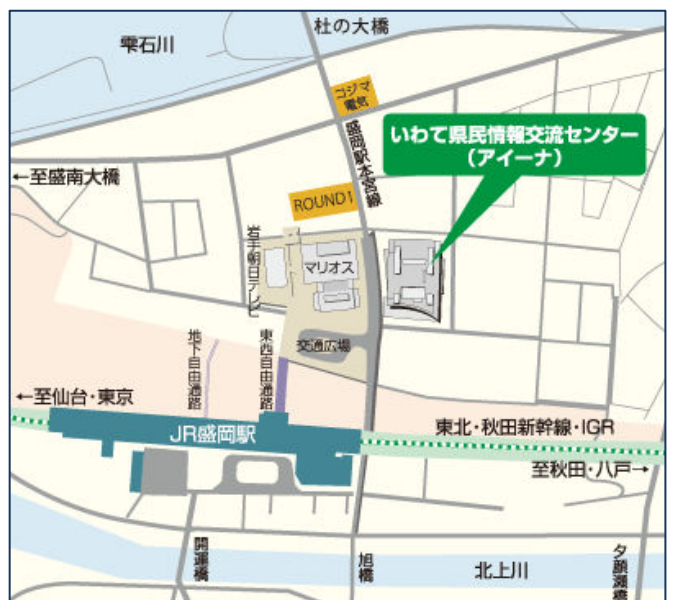 杜の大橋
雫石川
コジマ
電気
盛岡駅本宮線
いわて県民情報交流センター
（アイーナ）
←至盛南大橋
ROUND1
岩手朝日テレビ
マリオス
交通広場
地下自由通路
東西自由通路
←至仙台・東京
JR盛岡駅
東北・秋田新幹線・IGR
至秋田・八戸→
開運橋
旭橋
北上川
夕顔瀬橋